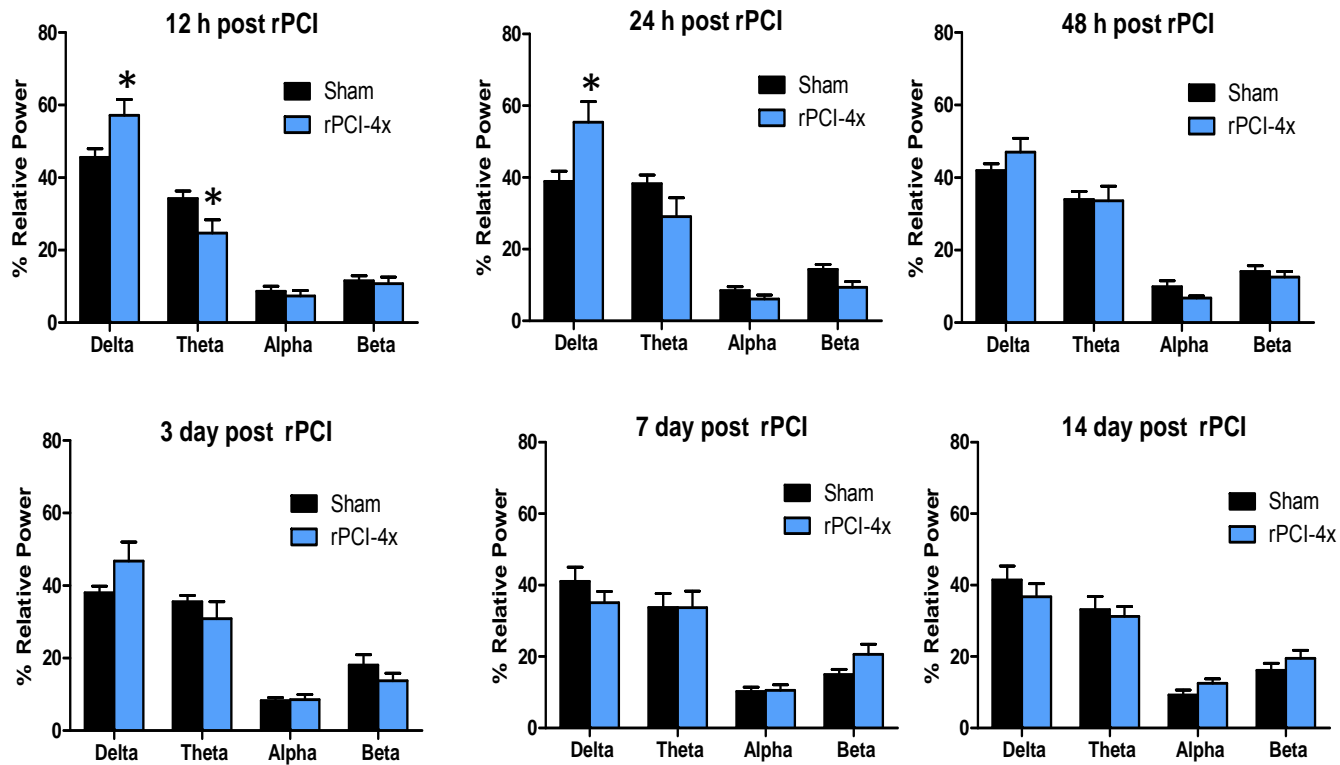 12 h post rPCI
% Relative Power
80
60
40
20
0
*
*
Sham
rPCI-4x
Delta Theta Alpha Beta
24 h post rPCI
% Relative Power
80
60
40
20
0
*
Sham
rPCI-4x
Delta Theta Alpha Beta
48 h post rPCI
% Relative Power
80
60
40
20
0
Sham
rPCI-4x
Delta Theta Alpha Beta
3 day post rPCI
% Relative Power
80
60
40
20
0
Sham
rPCI-4x
Delta Theta Alpha Beta
7 day post rPCI
% Relative Power
80
60
40
20
0
Sham
rPCI-4x
Delta Theta Alpha Beta
14 day post rPCI
% Relative Power
80
60
40
20
0
Sham
rPCI-4x
Delta Theta Alpha Beta